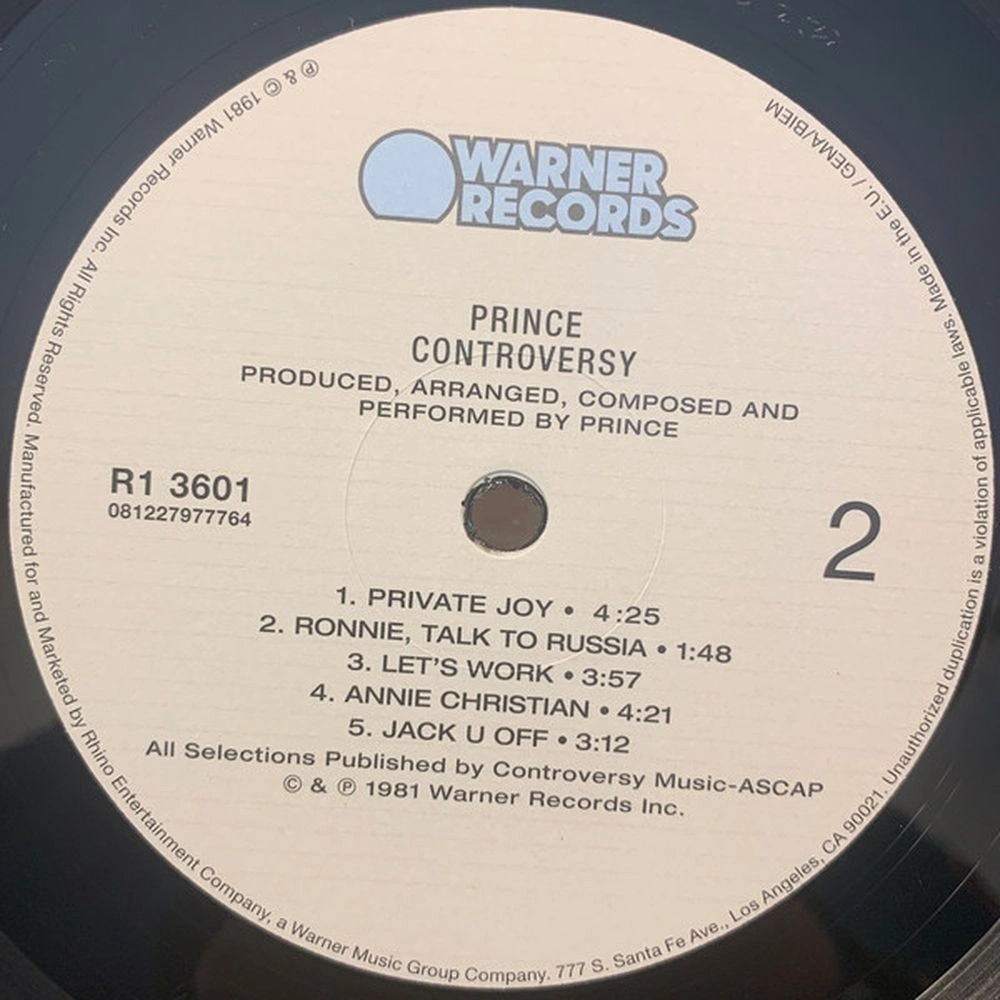 WARNER
RECORDS
PRINCE
CONTROVERSY
PRODUCED, ARRANGED, COMPOSED AND
PERFORMED BY PRINCE
R1 3601
081227977764
2
1. PRIVATE JOY • 4:25
2. RONNIE, TALK TO RUSSIA • 1:48
3. LET'S WORK • 3:57
4. ANNIE CHRISTIAN • 4:21
5. JACK U OFF • 3:12
All Selections Published by Controversy Music-ASCAP
© & ℗ 1981 Warner Records Inc.
℗ & © 1981 Warner Records Inc. All Rights Reserved. Manufactured for and Marketed by Rhino Entertainment Company, a Warner Music Group Company. 777 S. Santa Fe Ave., Los Angeles, CA 90021. Unauthorized duplication is a violation of applicable laws. Made in the E.U. / GEMA/BIEM